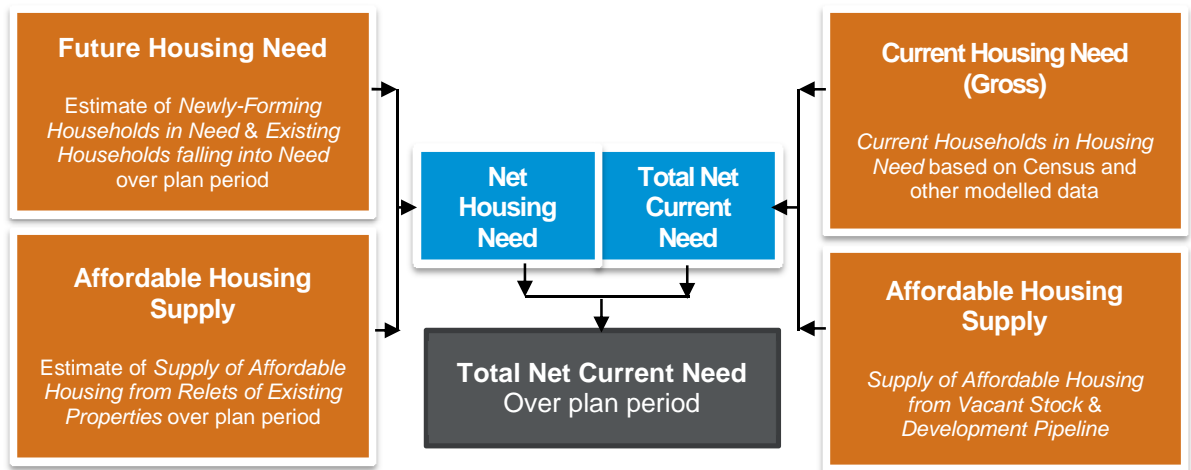 Future Housing Need
Estimate of Newly-Forming
Households in Need & Existing
Households falling into Need
over plan period
Affordable Housing
Supply
Estimate of Supply of Affordable
Housing from Relets of Existing
Properties over plan period
Net
Housing
Need
Total Net
Current
Need
Total Net Current Need
Over plan period
Current Housing Need
(Gross)
Current Households in Housing
Need based on Census and
other modelled data
Affordable Housing
Supply
Supply of Affordable Housing
from Vacant Stock &
Development Pipeline